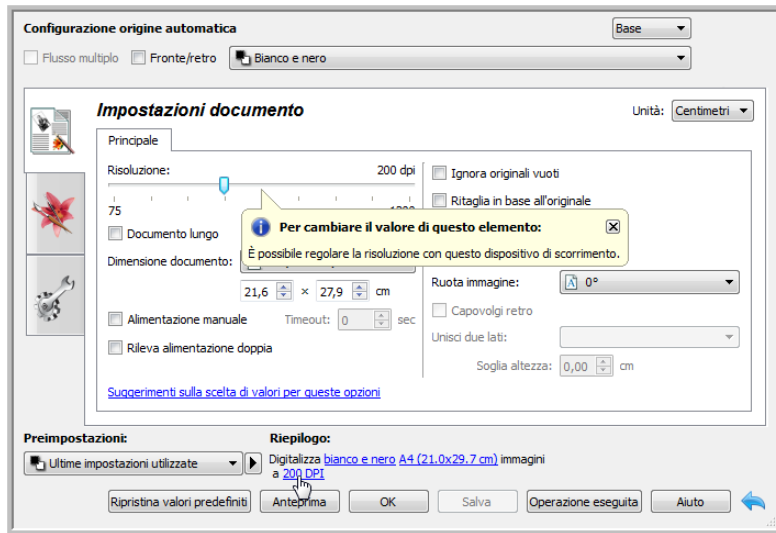 Configurazione origine automatica
Base
Flusso multiplo
Fronte/retro
Bianco e nero
Impostazioni documento
Unità:
Centimetri
Principale
Risoluzione:
200 dpi
75
Ignora originali vuoti
Ritaglia in base all'originale
Per cambiare il valore di questo elemento:
È possibile regolare la risoluzione con questo dispositivo di scorrimento.
Documento lungo
Dimensione documento:
21,6 × 27,9 cm
Ruota immagine:
0°
Capovolgi retro
Alimentazione manuale
Timeout: 0 sec
Unisci due lati:
Rileva alimentazione doppia
Soglia altezza: 0,00 cm
Suggerimenti sulla scelta di valori per queste opzioni
Preimpostazioni:
Riepilogo:
Ultime impostazioni utilizzate
Digitalizza bianco e nero A4 (21.0x29.7 cm) immagini
a 200 DPI
Ripristina valori predefiniti
Anteprima
OK
Salva
Operazione eseguita
Aiuto